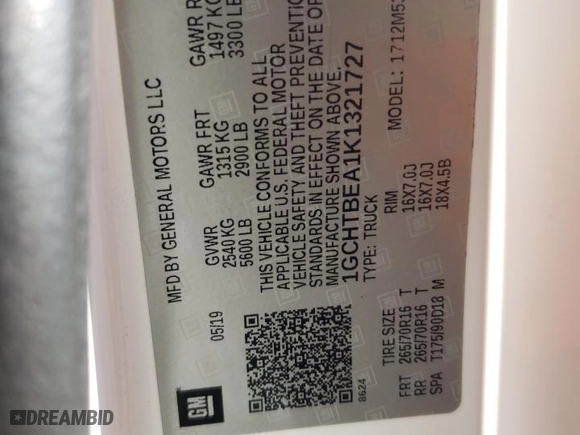 MFD BY GENERAL MOTORS LLC
05/19
GVWR
2540 KG
5600 LB
GAWR FRT
1315 KG
2900 LB
GAWR R
1497 KG
3300 LB
THIS VEHICLE CONFORMS TO ALL
APPLICABLE U.S. FEDERAL MOTOR
VEHICLE SAFETY AND THEFT PREVENTIO
STANDARDS IN EFFECT ON THE DATE OF
MANUFACTURE SHOWN ABOVE.
1GCHTBEA1K1321727
TYPE: TRUCK
MODEL: 1712M53
8624
TIRE SIZE
RIM
FRT 265/70R16 T 16X7.0J
RR 265/70R16 T 16X7.0J
SPA T175/90D18 M 18X4.5B
GM
DREAMBID